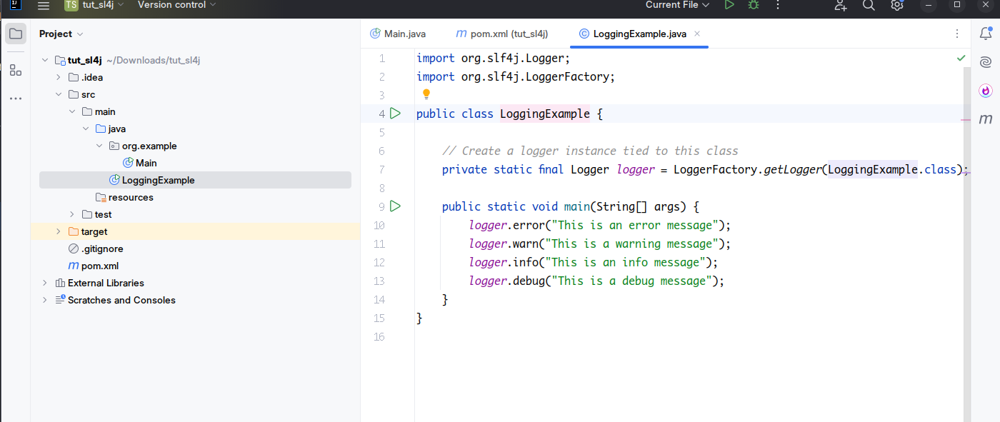 TS tut_sl4j Version control Current File
Project
tut_sl4j ~/Downloads/tut_sl4j
.idea
src
main
java
org.example
Main
LoggingExample
resources
test
target
.gitignore
m pom.xml
External Libraries
Scratches and Consoles
Main.java m pom.xml (tut_sl4j) LoggingExample.java
1 import org.slf4j.Logger;
2 import org.slf4j.LoggerFactory;
3
4 public class LoggingExample {
5
6 // Create a logger instance tied to this class
7 private static final Logger logger = LoggerFactory.getLogger(LoggingExample.class);
8
9 public static void main(String[] args) {
10 logger.error("This is an error message");
11 logger.warn("This is a warning message");
12 logger.info("This is an info message");
13 logger.debug("This is a debug message");
14 }
15 }
16
m